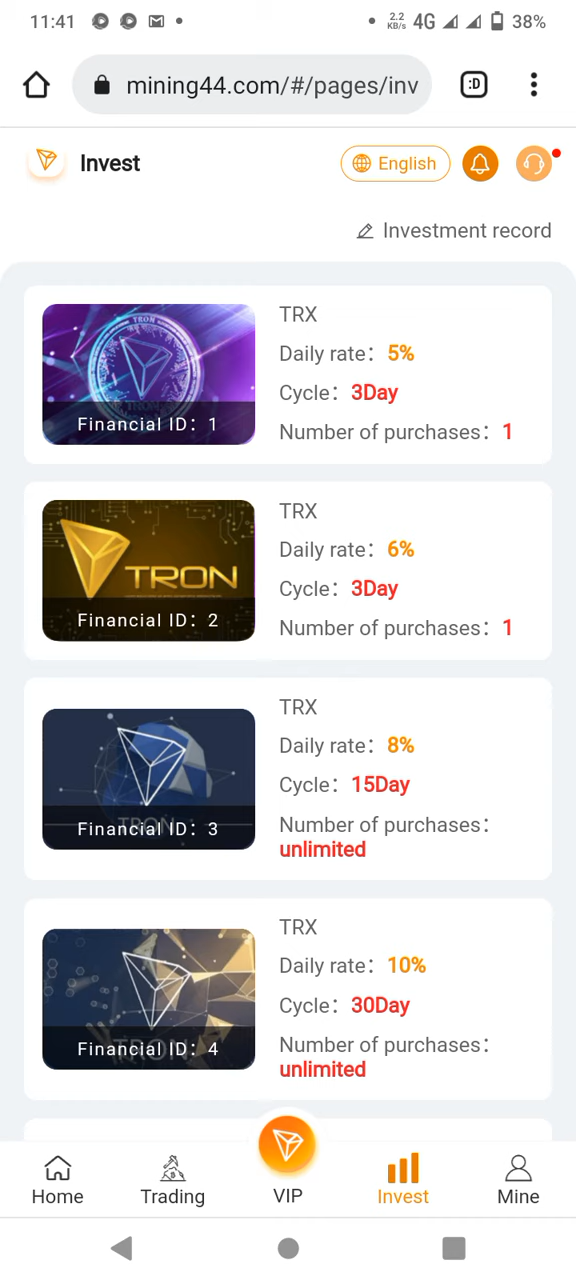 11:41
2.2 KB/s 4G 38%
mining44.com/#/pages/inv
:D
Invest
English
Investment record
TRX
Daily rate：5%
Cycle：3Day
Number of purchases：1
Financial ID：1
TRX
Daily rate：6%
Cycle：3Day
Number of purchases：1
TRON
Financial ID：2
TRX
Daily rate：8%
Cycle：15Day
Number of purchases：
unlimited
TRON
Financial ID：3
TRX
Daily rate：10%
Cycle：30Day
Number of purchases：
unlimited
TRON
Financial ID：4
Home
Trading
VIP
Invest
Mine